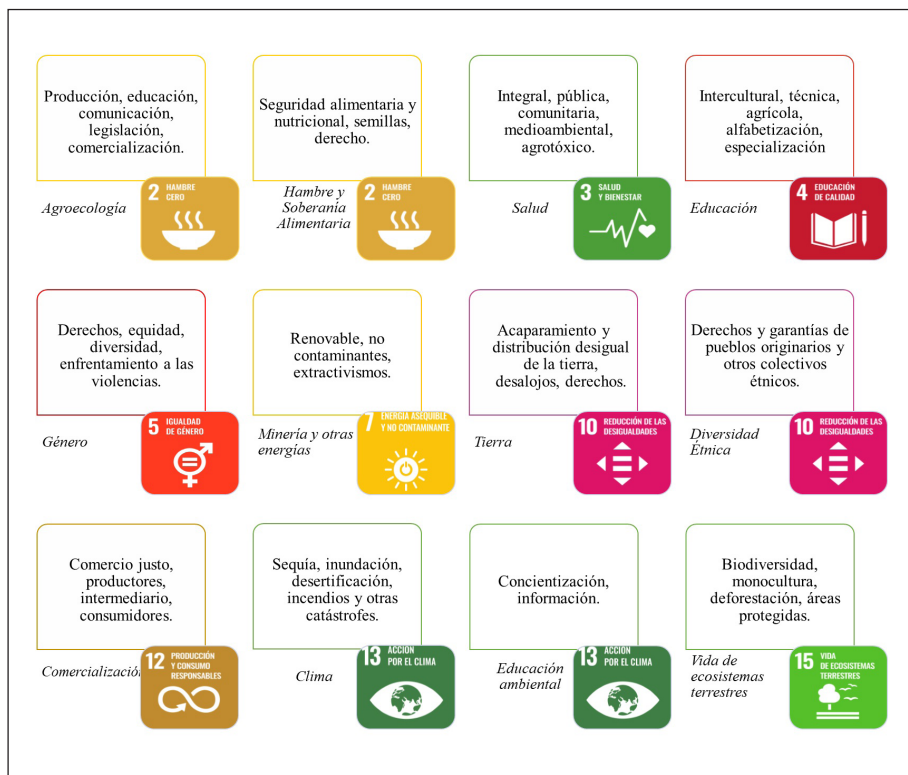 Producción, educación,
comunicación,
legislación,
comercialización.
Agroecología
2 HAMBRE
CERO
Seguridad alimentaria y
nutricional, semillas,
derecho.
Hambre y
Soberanía
Alimentaria
2 HAMBRE
CERO
Integral, pública,
comunitaria,
medioambiental,
agrotóxico.
Salud
3 SALUD
Y BIENESTAR
Intercultural, técnica,
agrícola,
alfabetización,
especialización
Educación
4 EDUCACIÓN
DE CALIDAD
Derechos, equidad,
diversidad,
enfrentamiento a las
violencias.
Género
5 IGUALDAD
DE GÉNERO
Renovable, no
contaminantes,
extractivismos.
Minería y otras
energías
7 ENERGÍA ASEQUIBLE
Y NO CONTAMINANTE
Acaparamiento y
distribución desigual
de la tierra,
desalojos, derechos.
Tierra
10 REDUCCIÓN DE LAS
DESIGUALDADES
Derechos y garantías de
pueblos originarios y
otros colectivos
étnicos.
Diversidad
Étnica
10 REDUCCIÓN DE LAS
DESIGUALDADES
Comercio justo,
productores,
intermediario,
consumidores.
Comercialización
12 PRODUCCIÓN
Y CONSUMO
RESPONSABLES
Sequía, inundación,
desertificación,
incendios y otras
catástrofes.
Clima
13 ACCIÓN
POR EL CLIMA
Concientización,
información.
Educación
ambiental
13 ACCIÓN
POR EL CLIMA
Biodiversidad,
monocultura,
deforestación, áreas
protegidas.
Vida de
ecosistemas
terrestres
15 VIDA
DE ECOSISTEMAS
TERRESTRES